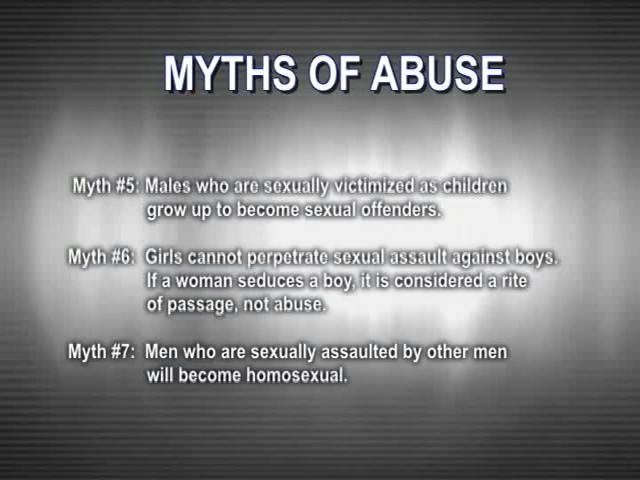 MYTHS OF ABUSE
Myth #5: Males who are sexually victimized as children
grow up to become sexual offenders.
Myth #6: Girls cannot perpetrate sexual assault against boys.
If a woman seduces a boy, it is considered a rite
of passage, not abuse.
Myth #7: Men who are sexually assaulted by other men
will become homosexual.